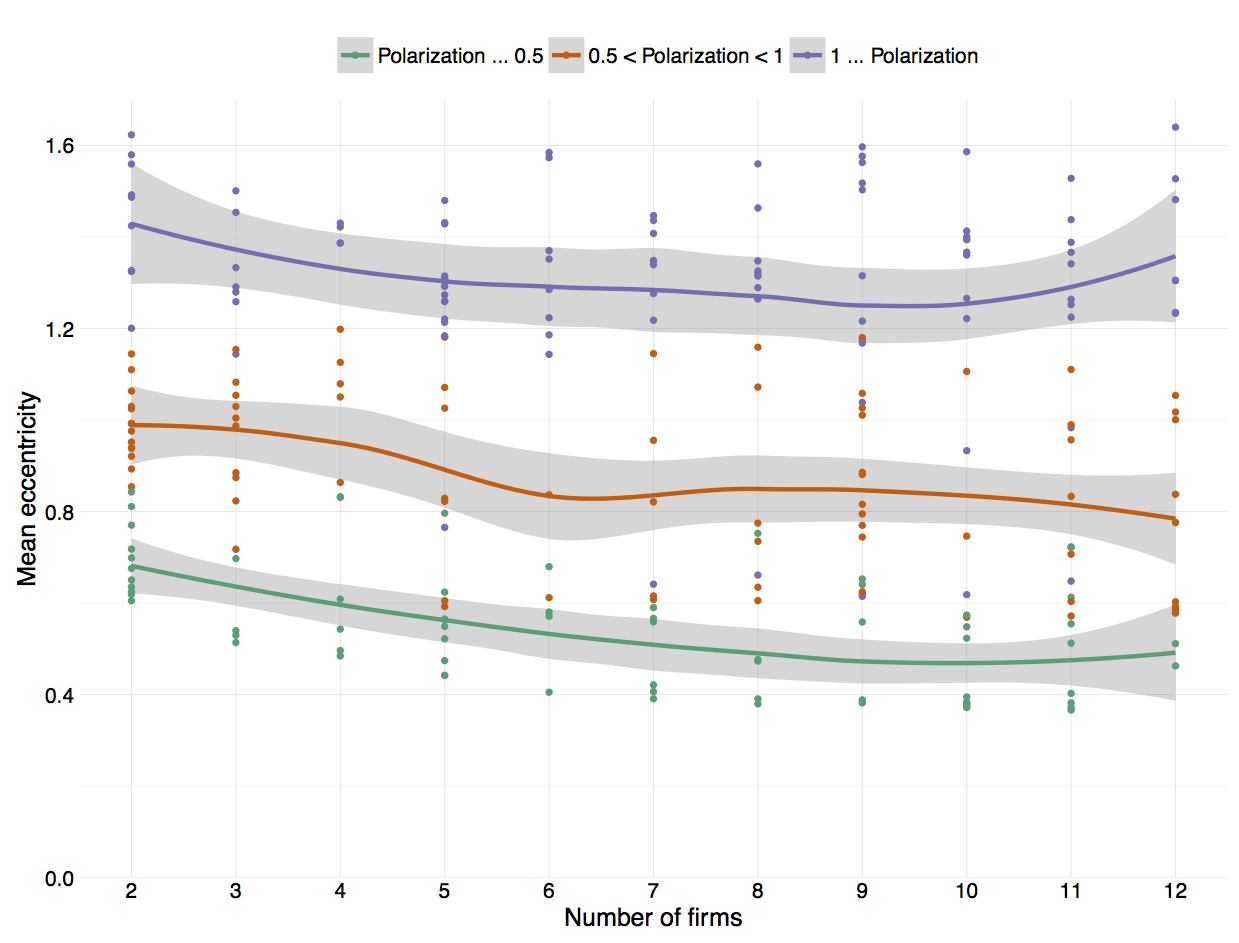 Polarization ... 0.5 0.5 < Polarization < 1 1 ... Polarization
1.6
1.2
0.8
0.4
0.0
Mean eccentricity
2 3 4 5 6 7 8 9 10 11 12
Number of firms